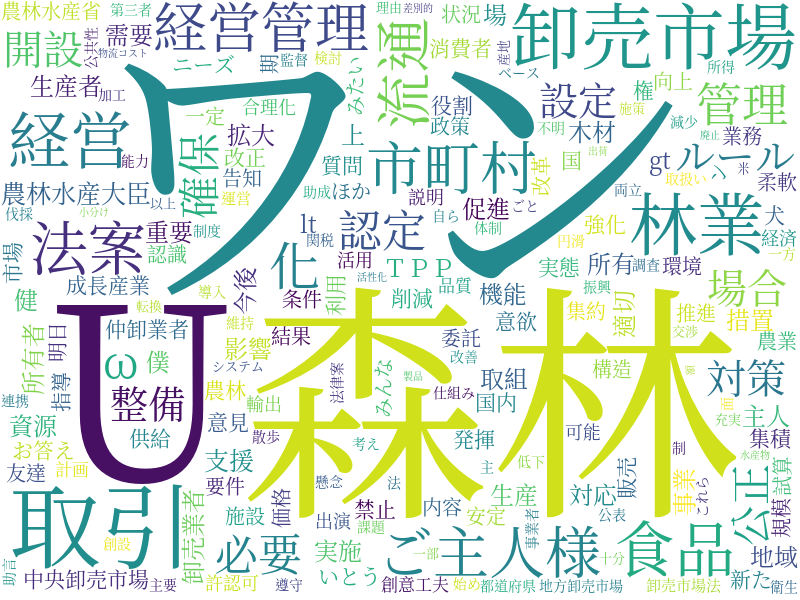 農林水産省
第三者
経営管理
理由
差別的
状況
場
卸売市場
公共性
物流コスト
需要
開設
ニーズ
期
監督
検討
みたい
流通
消費者
ベース
生産地
向上
所得
生産者
加工
合理化
役割
政策
設定
権
施策
管理
ワン
経営
能力
確保
一定
拡大
改正
上
質問
市町村
木材
不明
国
改革
減少
廃止
業務
出荷
gt
ルール
取扱い
米
柔軟
農林水産大臣
運営
告知
助成
ほか
説明
自ら
促進
ごと
両立
伐採
小分け
以上
法案
重要
制度
認識
lt
関税
認定
体制
円滑
強化
林業
犬
経済
一方
市場
成長産業
化
活用
活性化
TPP
実態
所有
調査
環境
健
転換
導入
今後
条件
利用
削減
品質
機能
振興
集約
適切
推進
場合
所有者
明日
仲卸業者
維持
僕
影響
結果
委託
意欲
交渉
措置
U
ω
森林
指導
整備
システム
法律案
みんな
改善
製品
取組
構造
農業
対策
連携
資源
供給
農林
輸出
意見
仕組み
国内
お答え
友達
計画
支援
散歩
考え
発揮
可能
制
主人
充実
集積
水産物
取引
卸売業者
要件
懸念
法
主
低下
販売
事業
これら
公正
規模
試算
施設
価格
禁止
内容
生産
対応
創設
必要
出演
課題
安定
公表
ご主人様
食品
地域
助言
中央卸売市場
主要
許認可
遵守
実施
いとう
一部
創意工夫
始め
事業者
十分
都道府県
地方卸売市場
卸売市場法
新た
衛生